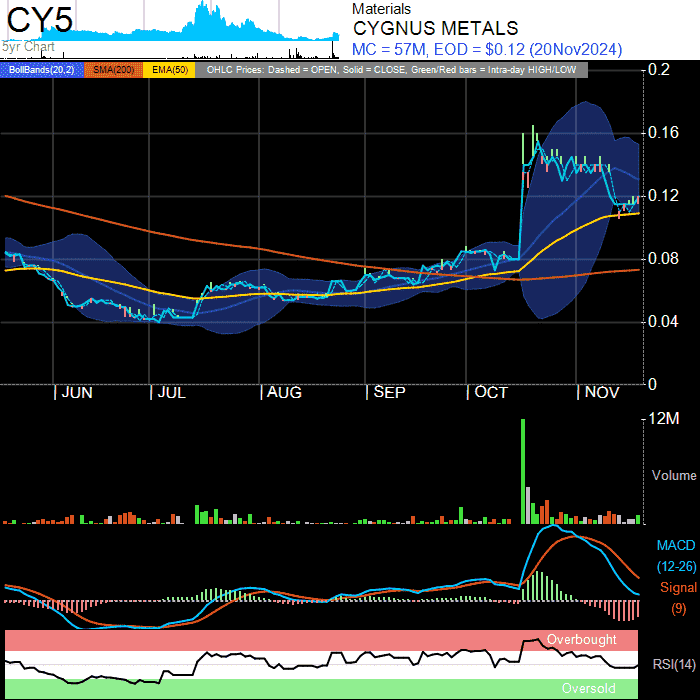 CY5
5yr Chart
Materials
CYGNUS METALS
MC = 57M, EOD = $0.12 (20Nov2024)
BollBands(20,2) SMA(200) EMA(50) OHLC Prices: Dashed = OPEN, Solid = CLOSE, Green/Red bars = Intra-day HIGH/LOW
0.2
0.16
0.12
0.08
0.04
0
JUN JUL AUG SEP OCT NOV
12M
Volume
MACD
(12-26)
Signal
(9)
Overbought
RSI(14)
Oversold